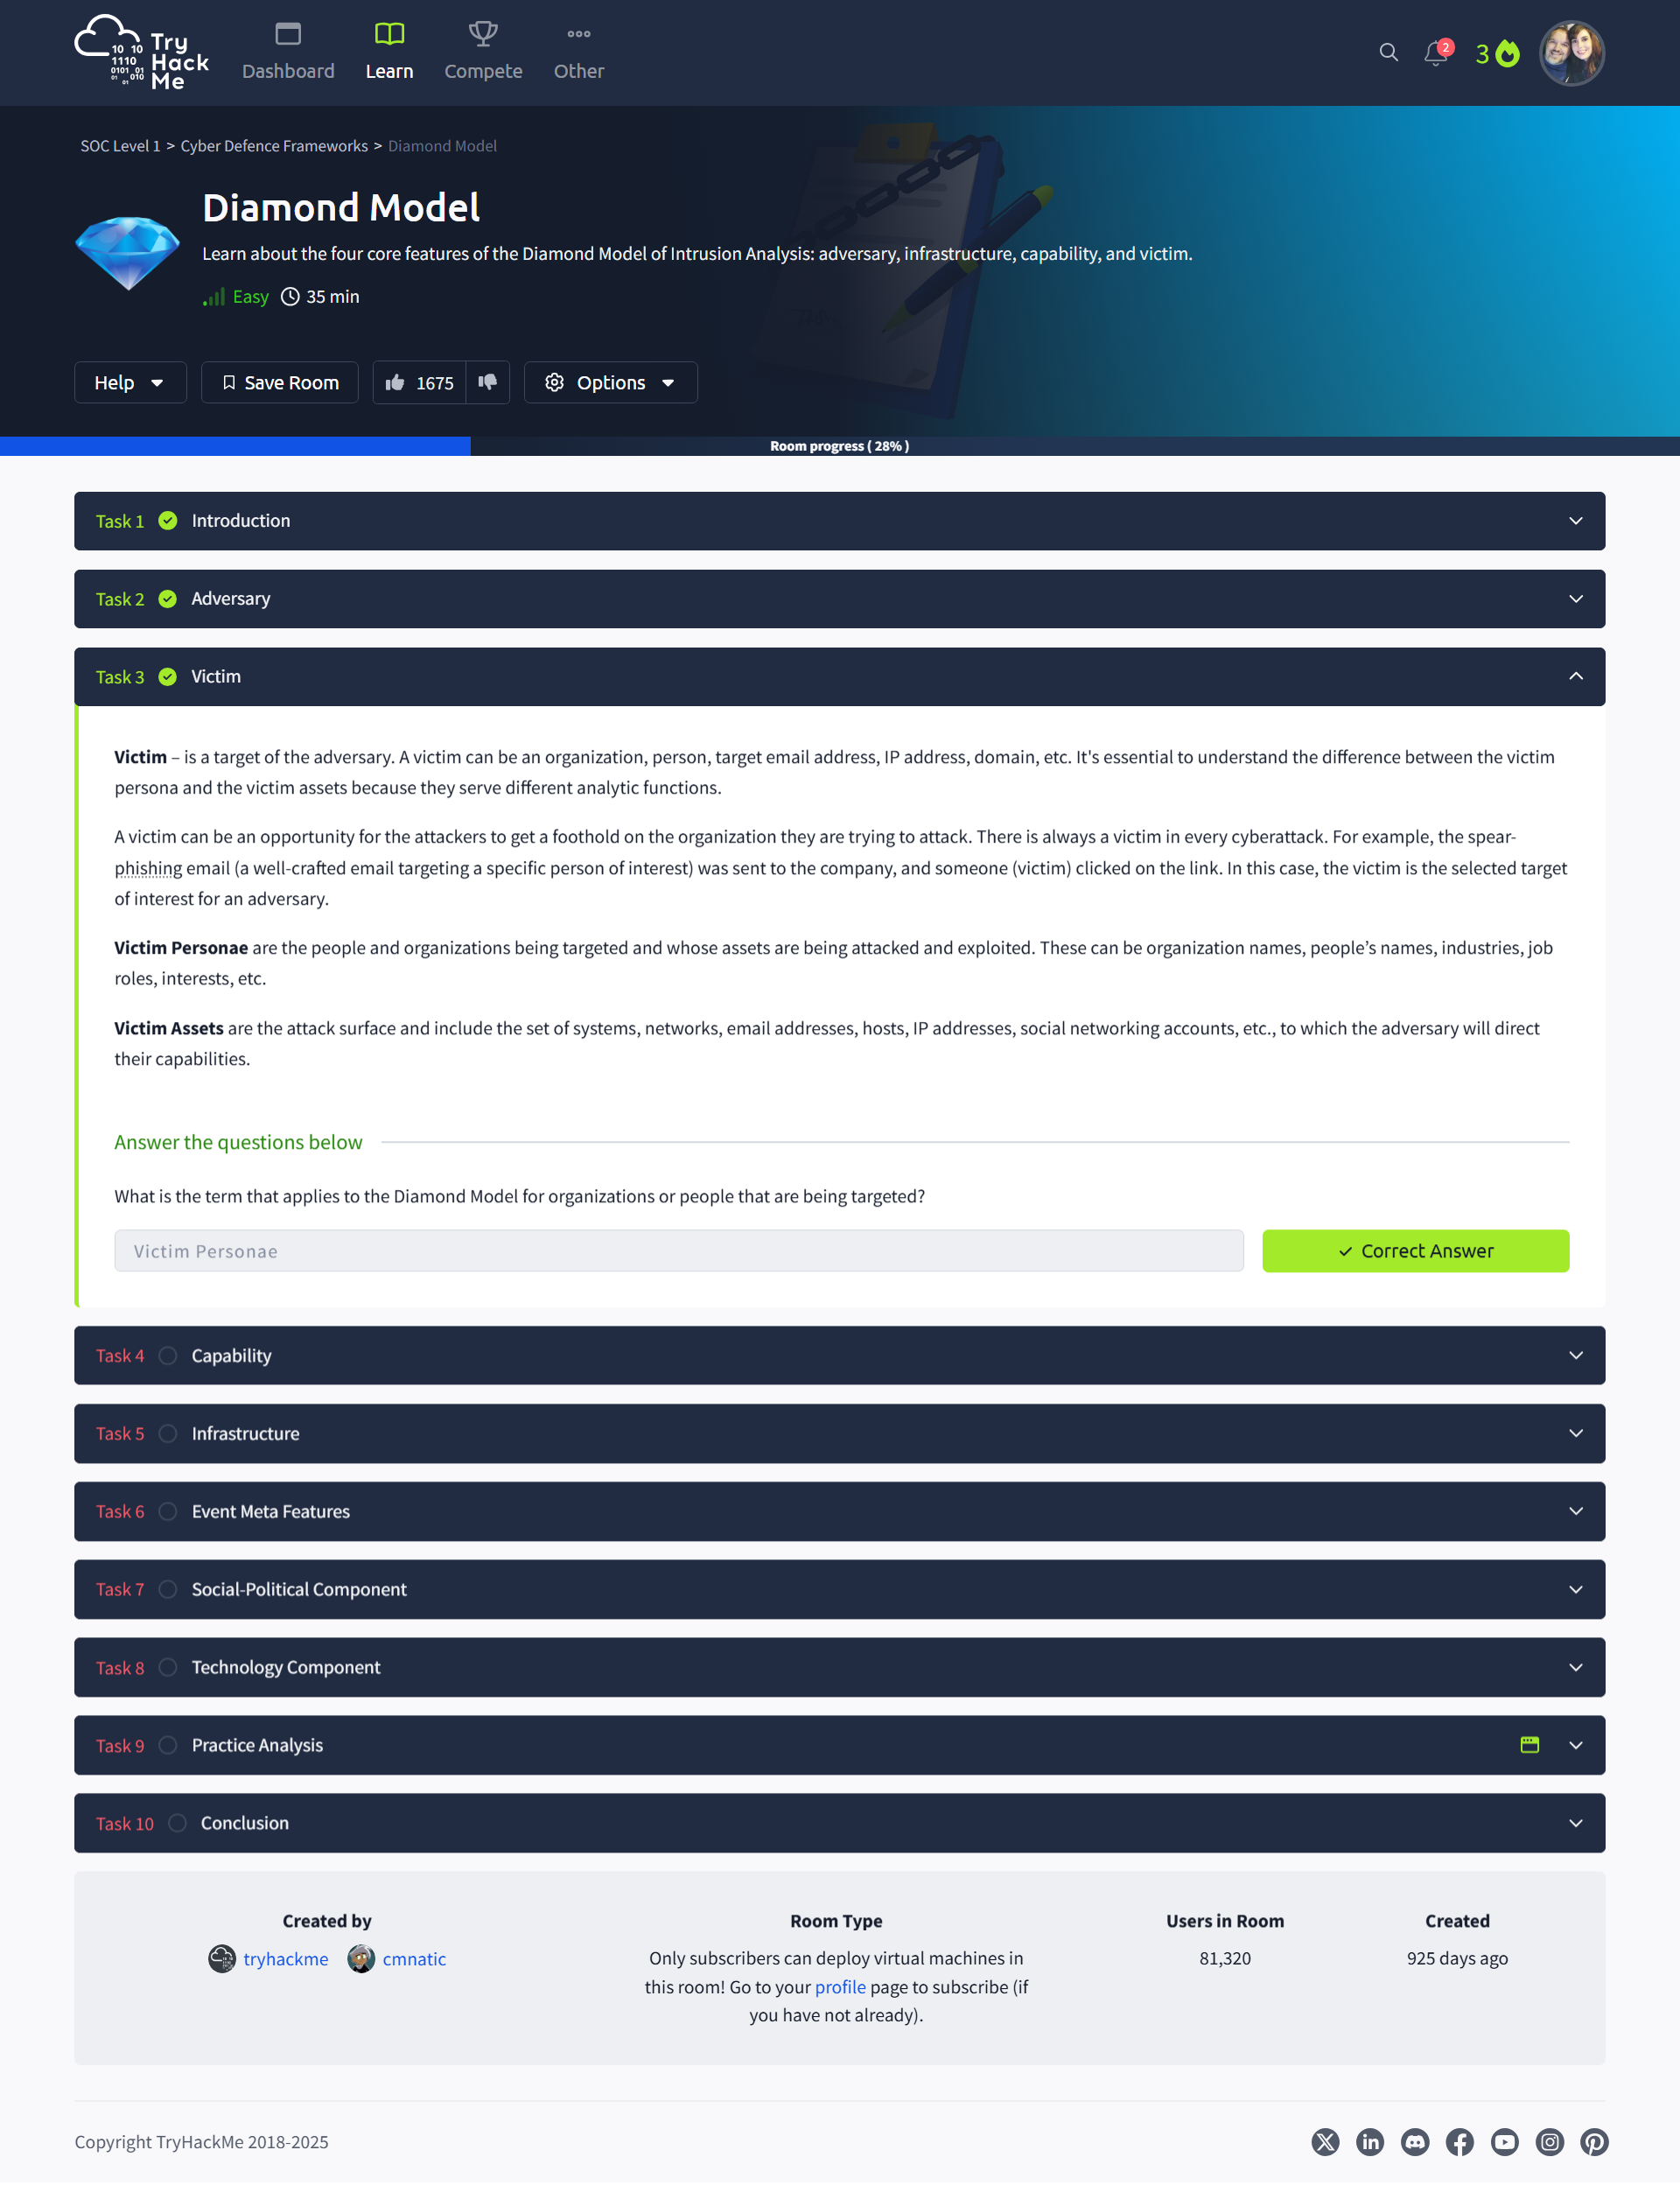 Try
Hack
Me
10 10
1110
0101 01
01 010
01
Dashboard
Learn
Compete
Other
2
3
SOC Level 1 > Cyber Defence Frameworks > Diamond Model
Diamond Model
Learn about the four core features of the Diamond Model of Intrusion Analysis: adversary, infrastructure, capability, and victim.
Easy 35 min
Help
Save Room
1675
Options
Room progress ( 28% )
Task 1 Introduction
Task 2 Adversary
Task 3 Victim
Victim – is a target of the adversary. A victim can be an organization, person, target email address, IP address, domain, etc. It's essential to understand the difference between the victim
persona and the victim assets because they serve different analytic functions.
A victim can be an opportunity for the attackers to get a foothold on the organization they are trying to attack. There is always a victim in every cyberattack. For example, the spear-
phishing email (a well-crafted email targeting a specific person of interest) was sent to the company, and someone (victim) clicked on the link. In this case, the victim is the selected target
of interest for an adversary.
Victim Personae are the people and organizations being targeted and whose assets are being attacked and exploited. These can be organization names, people’s names, industries, job
roles, interests, etc.
Victim Assets are the attack surface and include the set of systems, networks, email addresses, hosts, IP addresses, social networking accounts, etc., to which the adversary will direct
their capabilities.
Answer the questions below
What is the term that applies to the Diamond Model for organizations or people that are being targeted?
Victim Personae
Correct Answer
Task 4 Capability
Task 5 Infrastructure
Task 6 Event Meta Features
Task 7 Social-Political Component
Task 8 Technology Component
Task 9 Practice Analysis
Task 10 Conclusion
Created by
tryhackme cmnatic
Room Type
Only subscribers can deploy virtual machines in
this room! Go to your profile page to subscribe (if
you have not already).
Users in Room
81,320
Created
925 days ago
Copyright TryHackMe 2018-2025